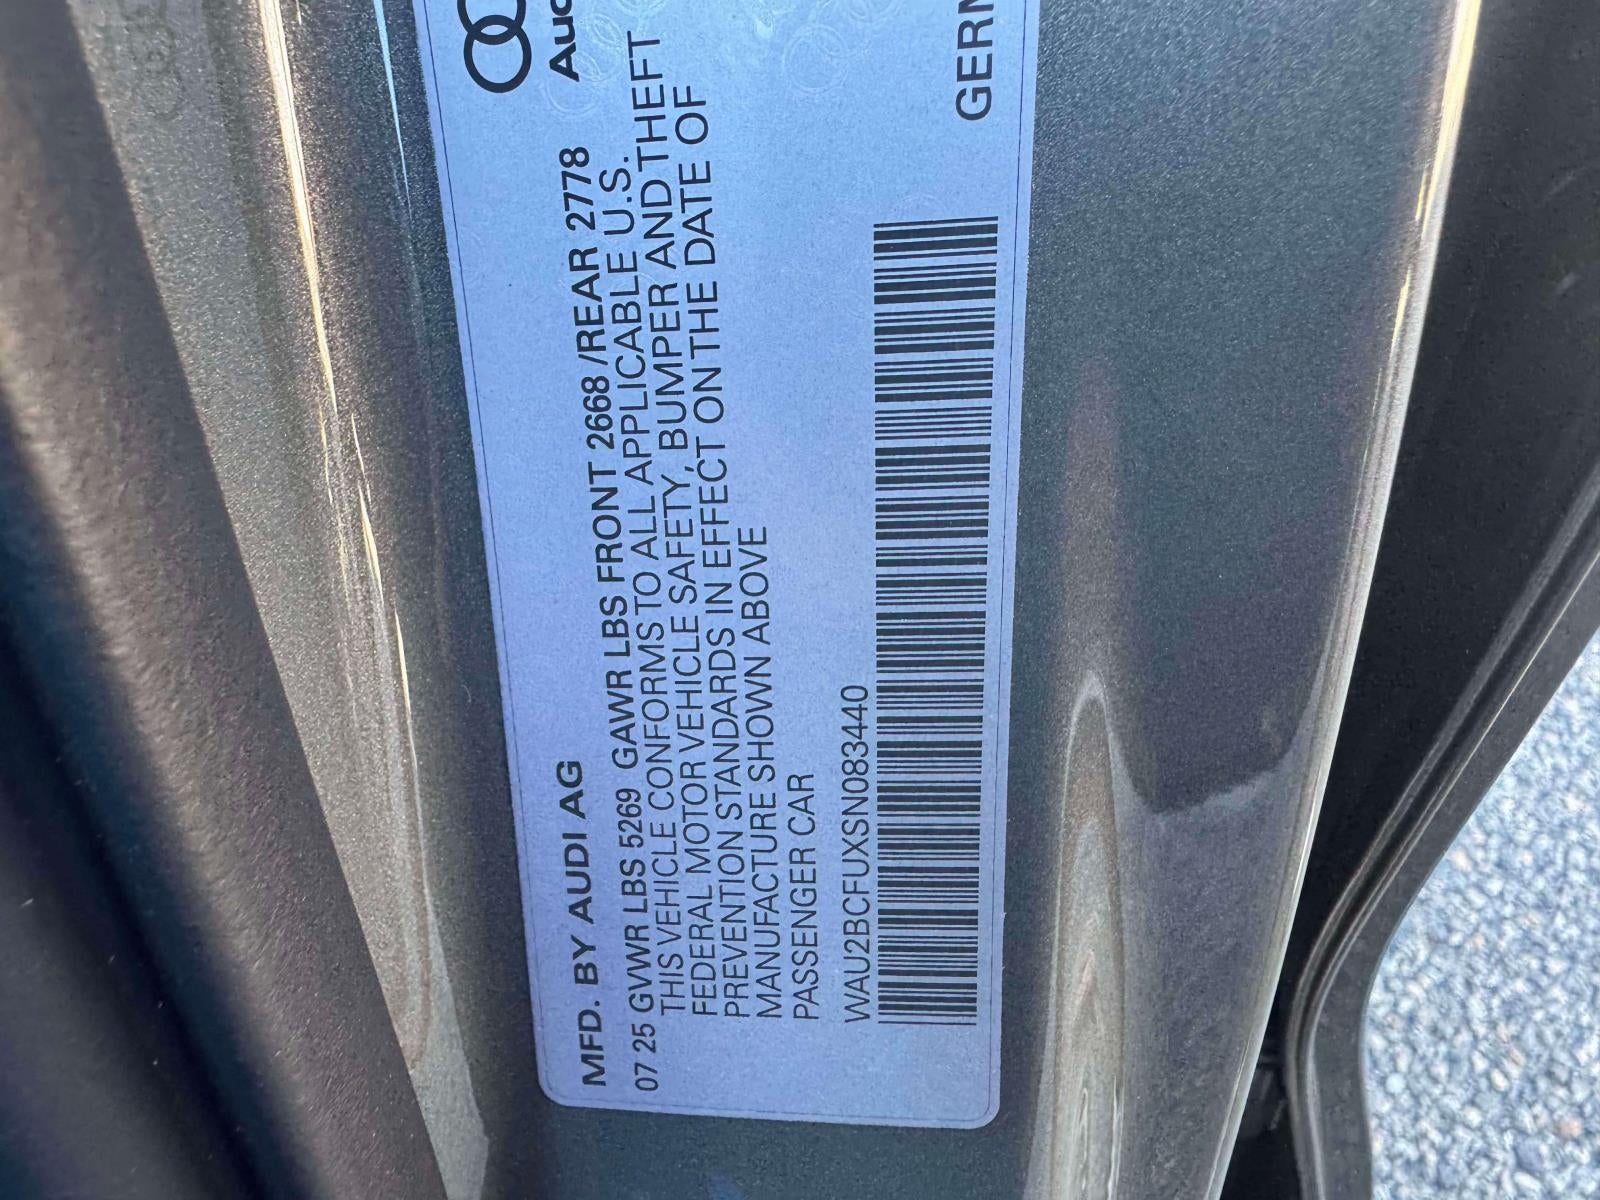 MFD. BY AUDI AG
07 25 GVWR LBS 5269 GAWR LBS FRONT 2668 /REAR 2778
THIS VEHICLE CONFORMS TO ALL APPLICABLE U.S.
FEDERAL MOTOR VEHICLE SAFETY, BUMPER AND THEFT
PREVENTION STANDARDS IN EFFECT ON THE DATE OF
MANUFACTURE SHOWN ABOVE
PASSENGER CAR
WAU2BCFUXSN083440